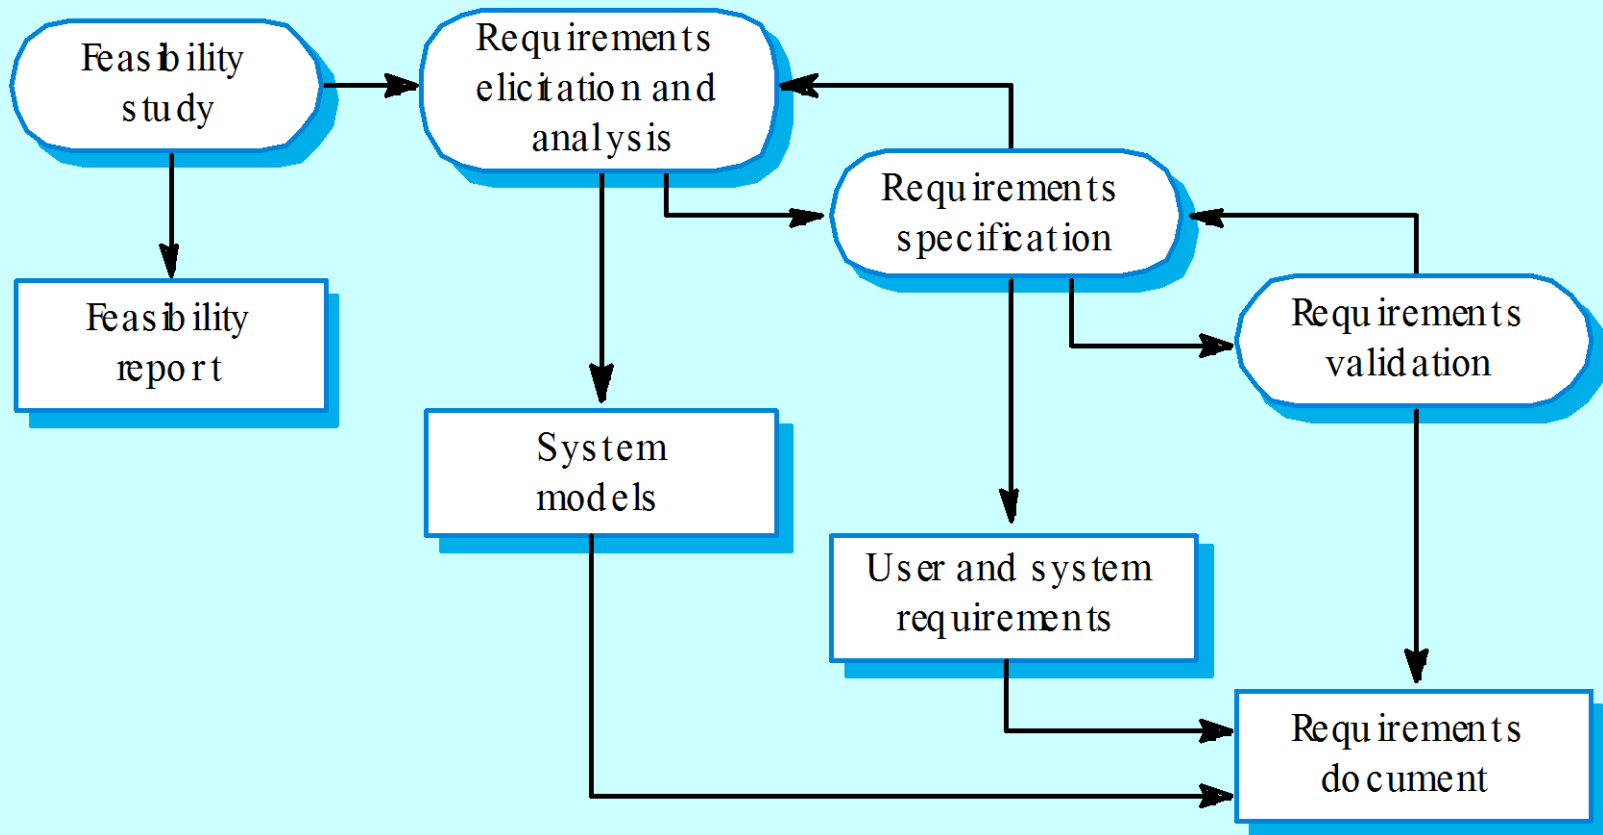 Feasibility
study
Requirements
elicitation and
analysis
Requirements
specification
Feasibility
report
Requirements
validation
System
models
User and system
requirements
Requirements
document